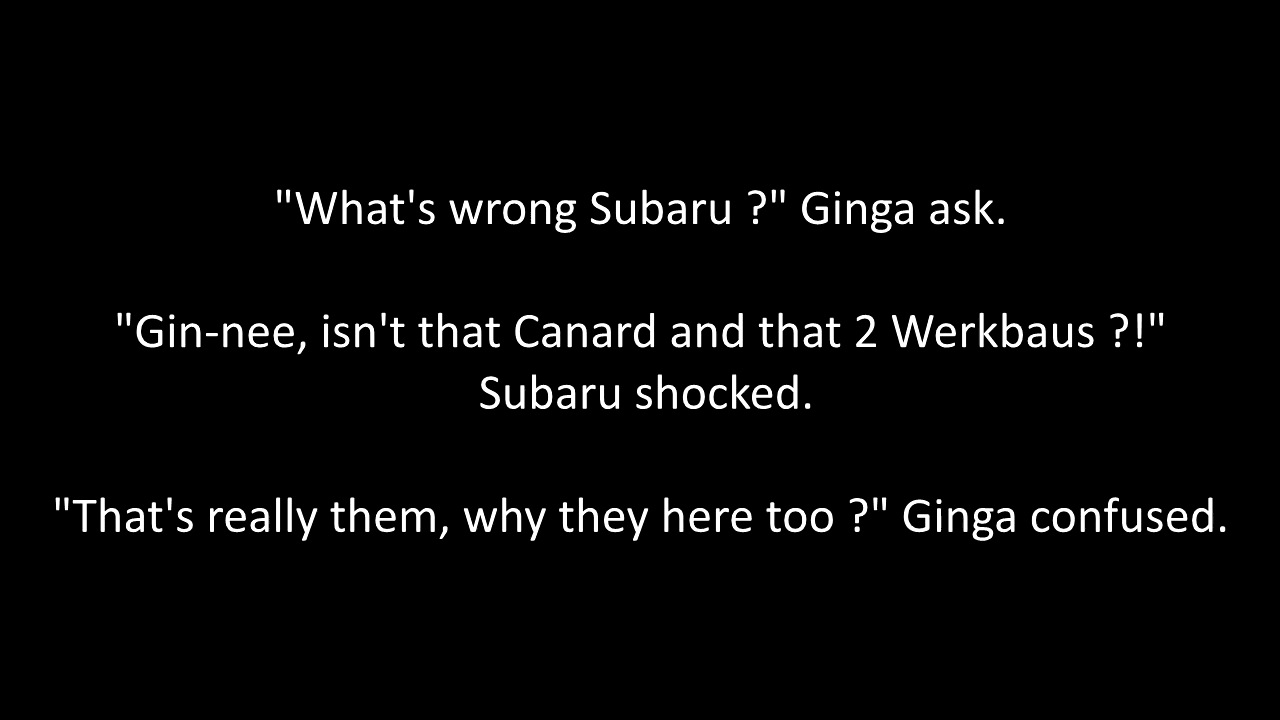 "What's wrong Subaru ?" Ginga ask.
"Gin-nee, isn't that Canard and that 2 Werkbaus ?!"
Subaru shocked.
"That's really them, why they here too ?" Ginga confused.